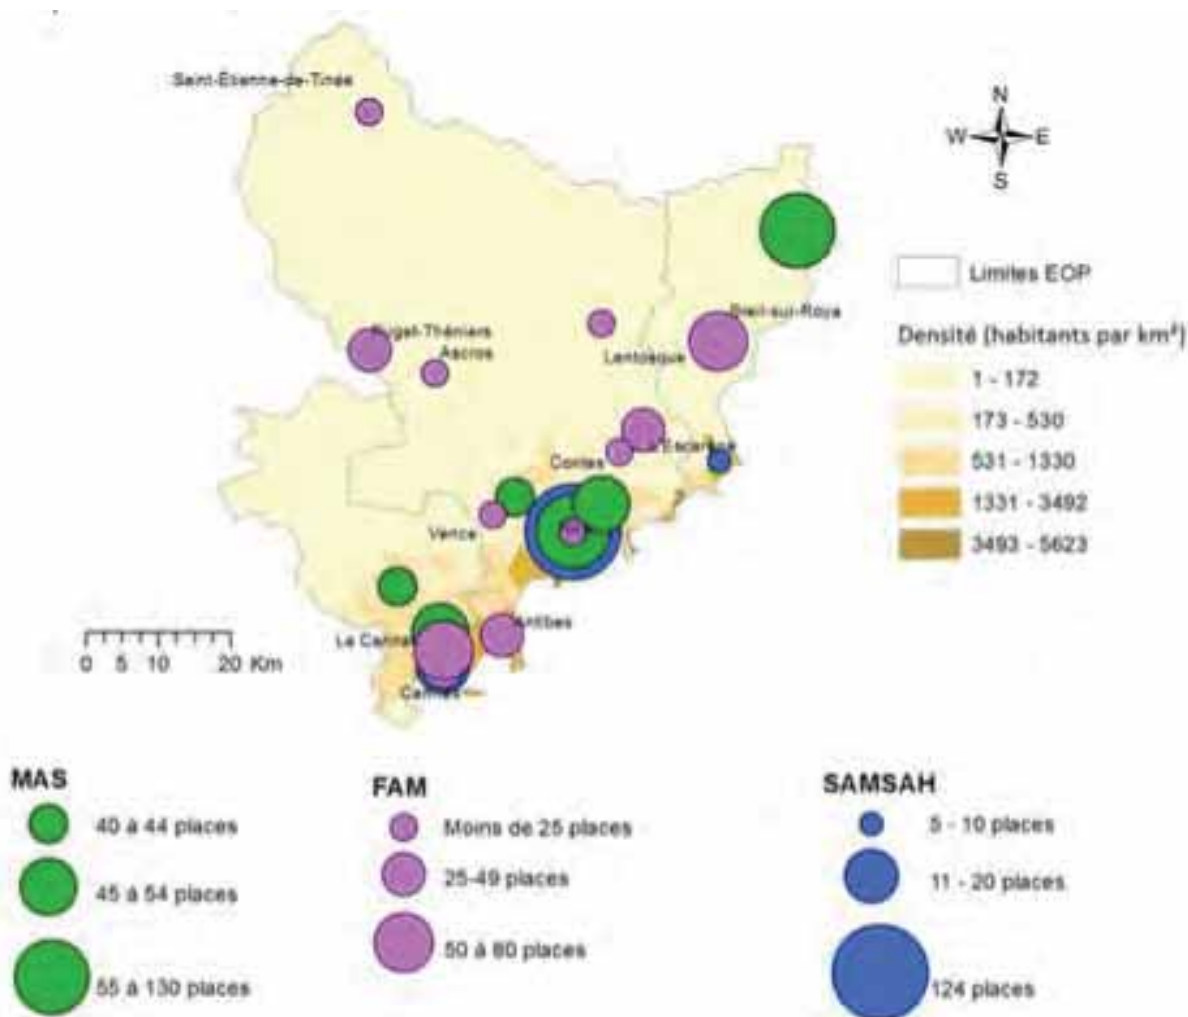 Saint-Étienne-de-Tinée
N
W E
S
Limites EOP
Breil-sur-Roya
Puget-Théniers
Ascros
Lantosque
Densité (habitants par km²)
1 - 172
173 - 530
531 - 1330
1331 - 3492
3493 - 5623
Contes
Vence
Antibes
Le Cannet
Cannes
0 5 10 20 Km
MAS
40 à 44 places
45 à 54 places
55 à 130 places
FAM
Moins de 25 places
25-49 places
50 à 80 places
SAMSAH
5 - 10 places
11 - 20 places
124 places